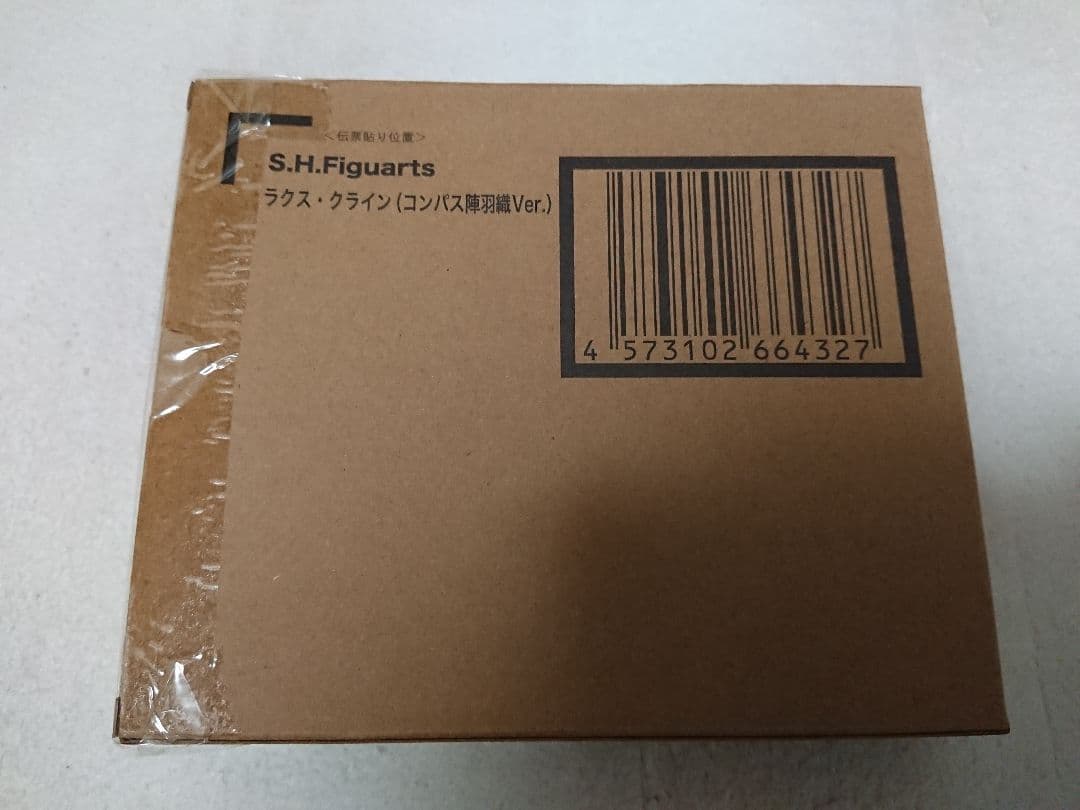 <伝票貼り位置>
S.H.Figuarts
ラクス・クライン(コンパス陣羽織Ver.)
4 573102 664327